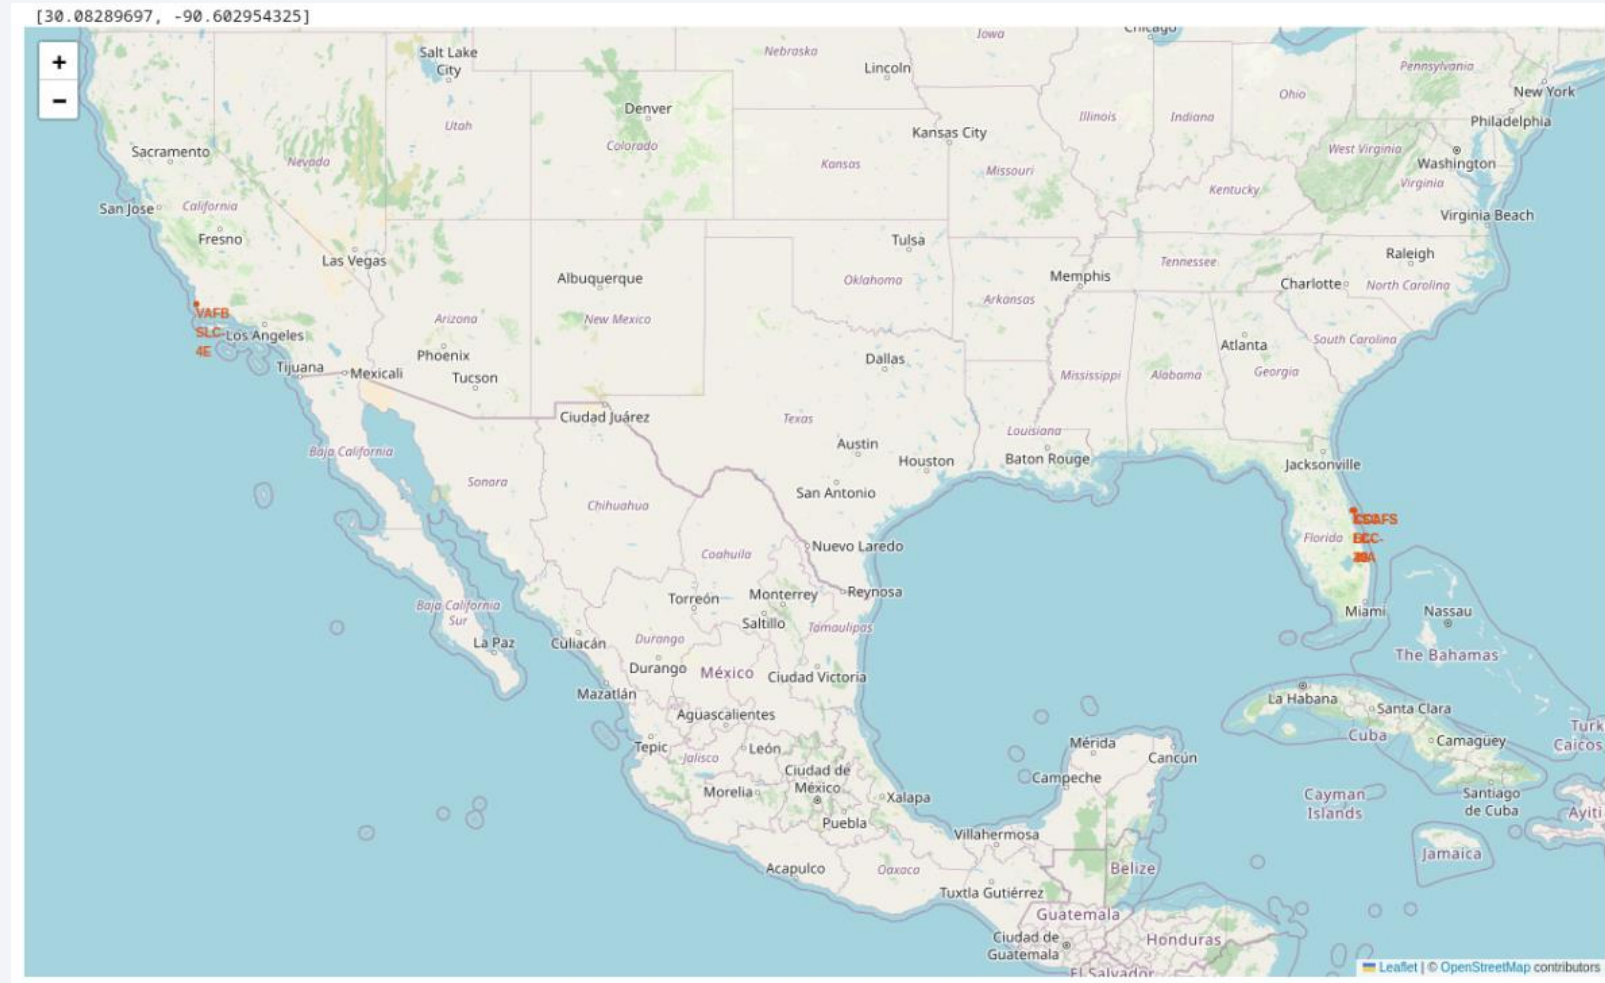 [30.08289697, -90.602954325]
+
−
Salt Lake
City
Nebraska
Iowa
Chicago
Lincoln
Pennsylvania
New York
Denver
Ohio
Utah
Illinois
Indiana
Philadelphia
Kansas City
Colorado
Sacramento
Nevada
Kansas
Missouri
West Virginia
Washington
Kentucky
Virginia
San Jose
California
Virginia Beach
Fresno
Tulsa
Las Vegas
Raleigh
Tennessee
Albuquerque
Oklahoma
Memphis
Charlotte
North Carolina
Arkansas
VAFB
SLC-
4E
Los Angeles
Arizona
New Mexico
South Carolina
Phoenix
Dallas
Atlanta
Tijuana
Mexicali
Tucson
Mississippi
Alabama
Georgia
Ciudad Juárez
Texas
Louisiana
Austin
Baja California
Houston
Baton Rouge
Jacksonville
Sonora
San Antonio
Chihuahua
Florida
Nuevo Laredo
Coahuila
Reynosa
Torreón
Monterrey
Baja California
Sur
Miami
Nassau
Saltillo
Tamaulipas
La Paz
Culiacán
Durango
The Bahamas
Durango
México
Ciudad Victoria
Mazatlán
La Habana
Santa Clara
Aguascalientes
Turk
Caicos
Cuba
Camagüey
Tepic
León
Mérida
Jalisco
Cancún
Ciudad de
México
Campeche
Morelia
Xalapa
Cayman
Islands
Santiago
de Cuba
Puebla
Ayiti
Villahermosa
Acapulco
Oaxaca
Belize
Jamaica
Tuxtla Gutiérrez
Guatemala
Ciudad de
Guatemala
Honduras
El Salvador
Leaflet | © OpenStreetMap contributors